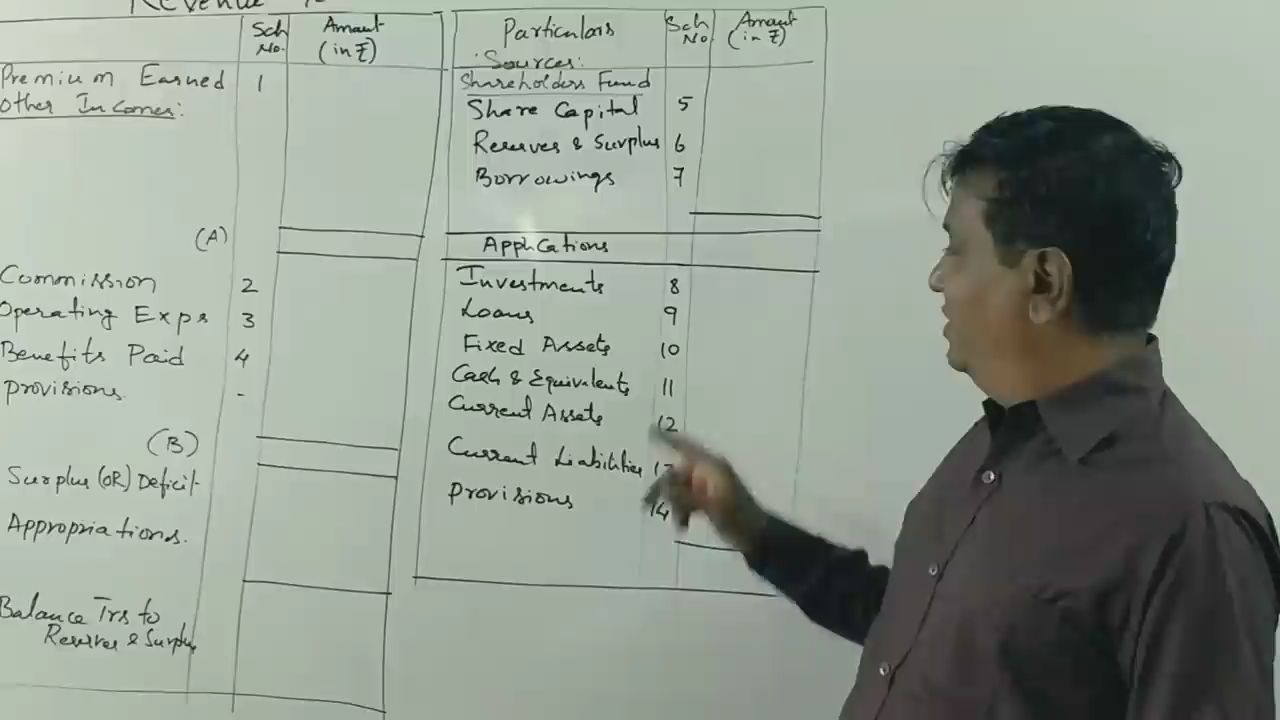 Revenue
Sch No.
Amount (in ₹)
Premium Earned 1
Other Incomes:
(A)
Commission 2
Operating Exps 3
Benefits Paid 4
Provisions. -
(B)
Surplus (OR) Deficit
Appropriations.
Balance Trs to
Reserves & Surplus
Particulars
Sch No.
Amount (in ₹)
Sources:
Shareholders Fund
Share Capital 5
Reserves & Surplus 6
Borrowings 7
Applications
Investments 8
Loans 9
Fixed Assets 10
Cash & Equivalents 11
Current Assets 12
Current Liabilities
Provisions 14